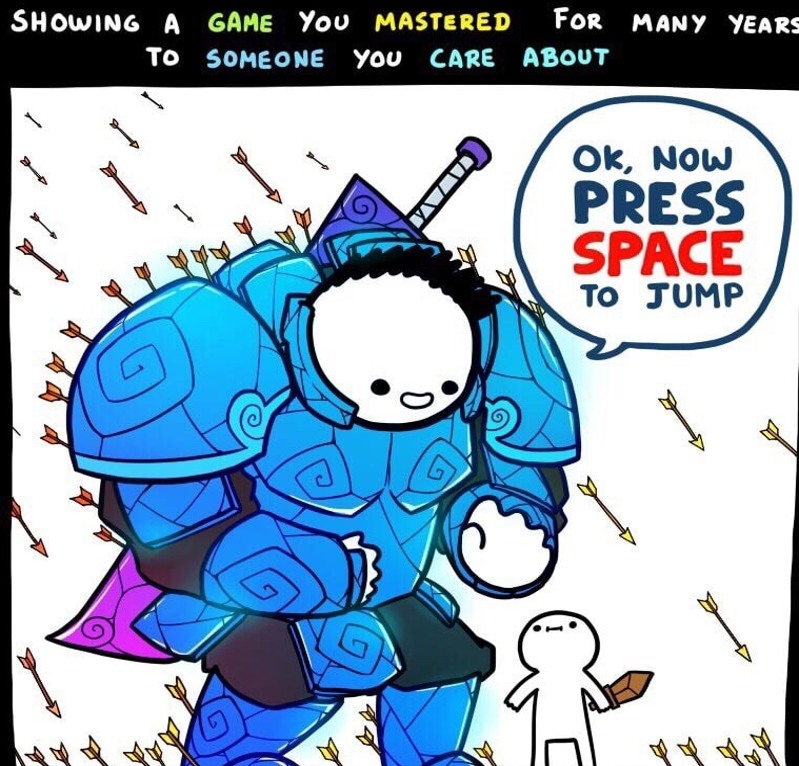 SHOWING A GAME YOU MASTERED FOR MANY YEARS
TO SOMEONE YOU CARE ABOUT
OK, NOW
PRESS
SPACE
TO JUMP